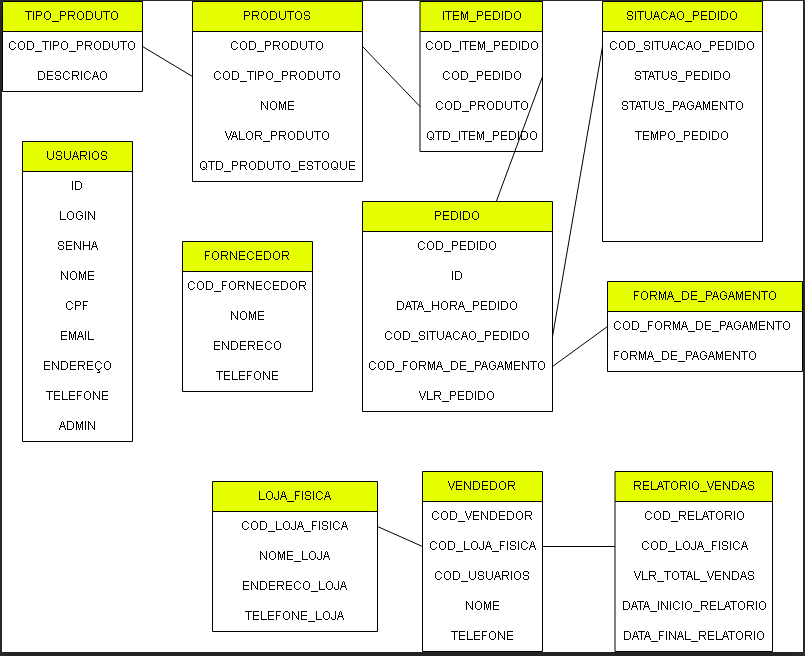 TIPO_PRODUTO
COD_TIPO_PRODUTO
DESCRICAO
PRODUTOS
COD_PRODUTO
COD_TIPO_PRODUTO
NOME
VALOR_PRODUTO
QTD_PRODUTO_ESTOQUE
ITEM_PEDIDO
COD_ITEM_PEDIDO
COD_PEDIDO
COD_PRODUTO
QTD_ITEM_PEDIDO
SITUACAO_PEDIDO
COD_SITUACAO_PEDIDO
STATUS_PEDIDO
STATUS_PAGAMENTO
TEMPO_PEDIDO
USUARIOS
ID
LOGIN
SENHA
NOME
CPF
EMAIL
ENDEREÇO
TELEFONE
ADMIN
FORNECEDOR
COD_FORNECEDOR
NOME
ENDERECO
TELEFONE
PEDIDO
COD_PEDIDO
ID
DATA_HORA_PEDIDO
COD_SITUACAO_PEDIDO
COD_FORMA_DE_PAGAMENTO
VLR_PEDIDO
FORMA_DE_PAGAMENTO
COD_FORMA_DE_PAGAMENTO
FORMA_DE_PAGAMENTO
LOJA_FISICA
COD_LOJA_FISICA
NOME_LOJA
ENDERECO_LOJA
TELEFONE_LOJA
VENDEDOR
COD_VENDEDOR
COD_LOJA_FISICA
COD_USUARIOS
NOME
TELEFONE
RELATORIO_VENDAS
COD_RELATORIO
COD_LOJA_FISICA
VLR_TOTAL_VENDAS
DATA_INICIO_RELATORIO
DATA_FINAL_RELATORIO